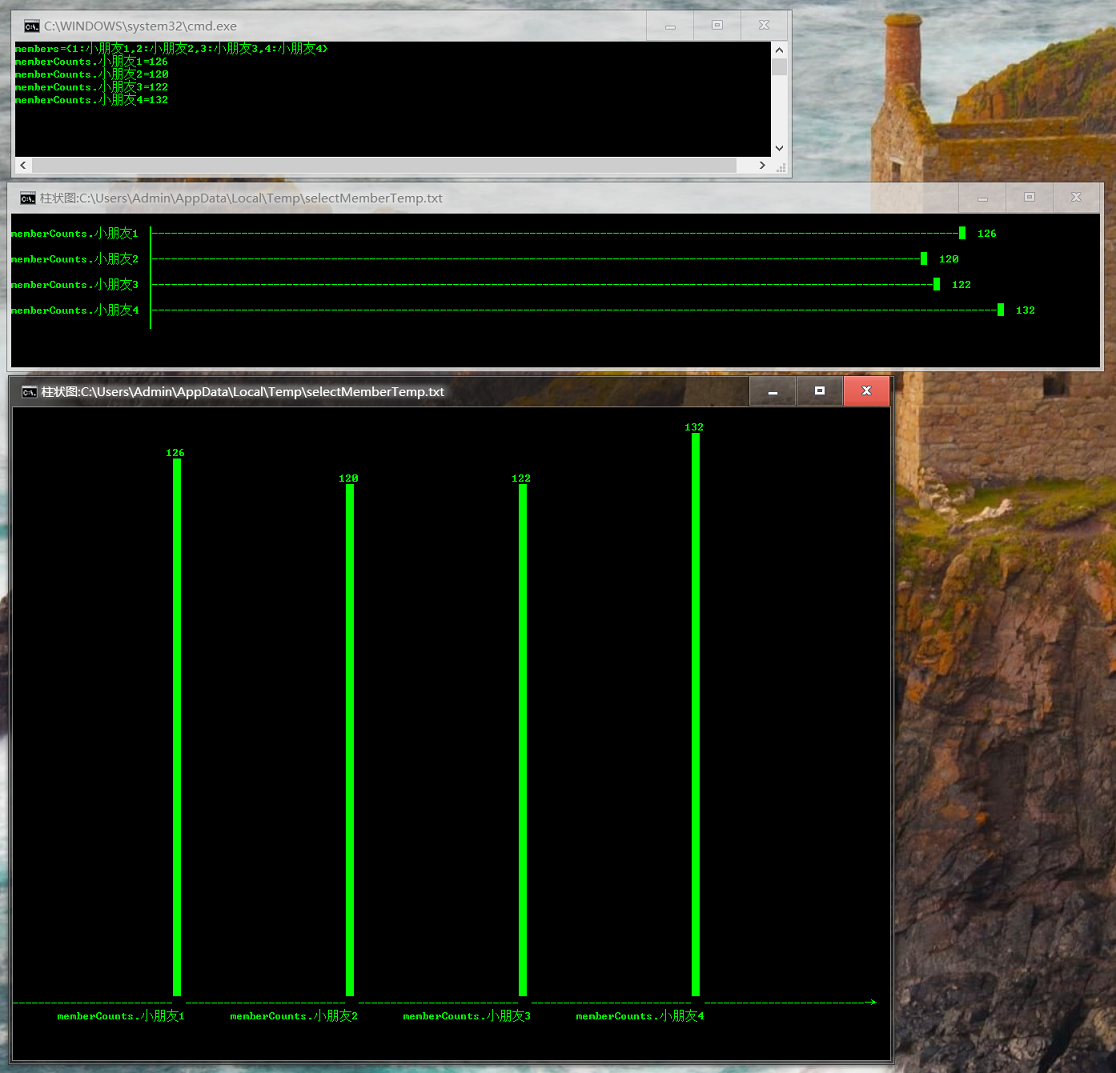 C:\WINDOWS\system32\cmd.exe
members={1:小朋友1,2:小朋友2,3:小朋友3,4:小朋友4}
memberCounts.小朋友1=126
memberCounts.小朋友2=120
memberCounts.小朋友3=122
memberCounts.小朋友4=132
柱状图:C:\Users\Admin\AppData\Local\Temp\selectMemberTemp.txt
memberCounts.小朋友1 126
memberCounts.小朋友2 120
memberCounts.小朋友3 122
memberCounts.小朋友4 132
柱状图:C:\Users\Admin\AppData\Local\Temp\selectMemberTemp.txt
132
126
120 122
memberCounts.小朋友1 memberCounts.小朋友2 memberCounts.小朋友3 memberCounts.小朋友4